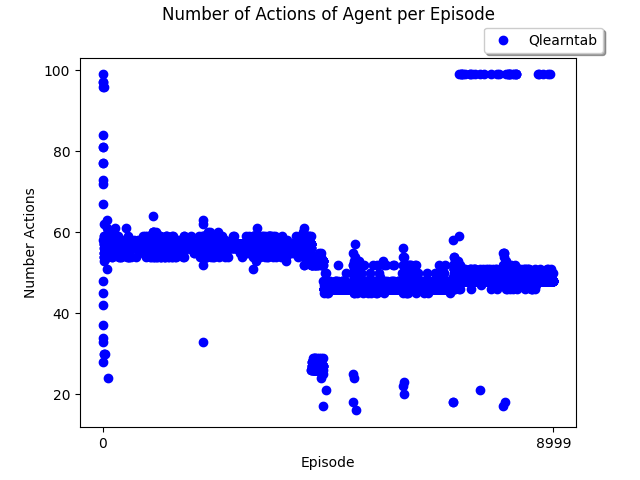 Number of Actions of Agent per Episode
Qlearntab
100
80
60
40
20
Number Actions
0
8999
Episode